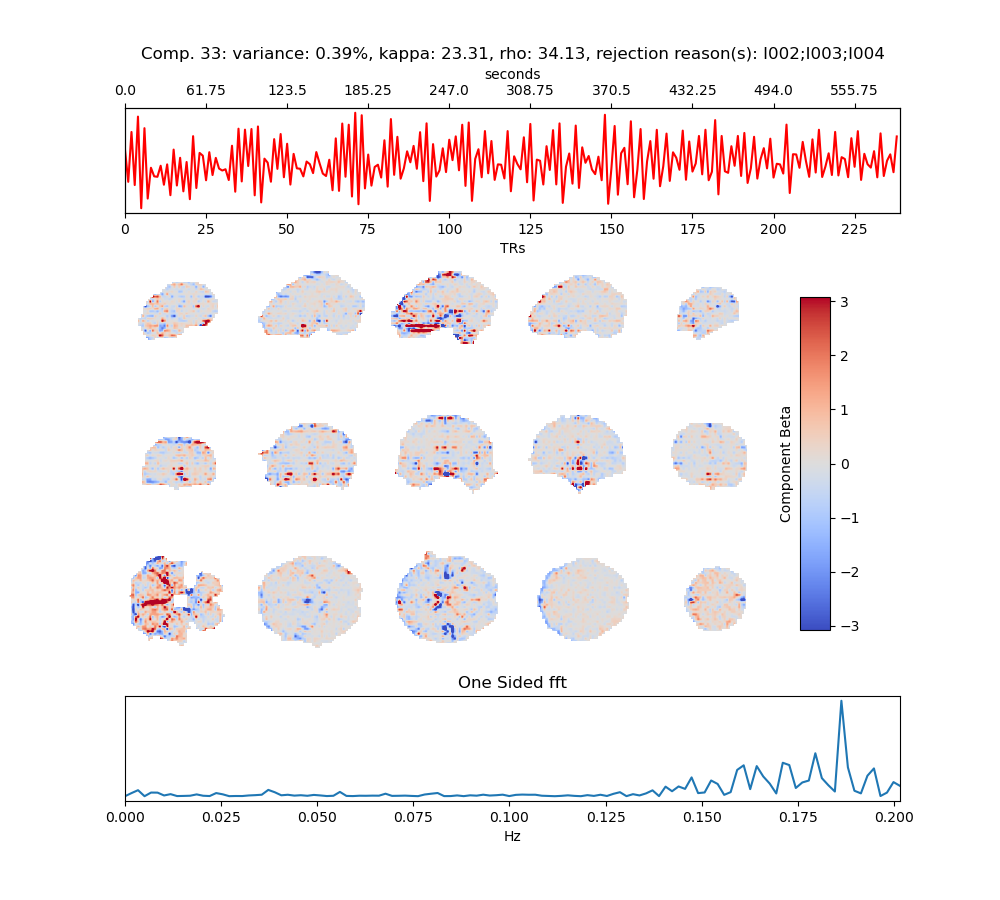 Comp. 33: variance: 0.39%, kappa: 23.31, rho: 34.13, rejection reason(s): I002;I003;I004
seconds
0.0 61.75 123.5 185.25 247.0 308.75 370.5 432.25 494.0 555.75
0 25 50 75 100 125 150 175 200 225
TRs
3
2
1
0
−1
−2
−3
Component Beta
One Sided fft
0.000 0.025 0.050 0.075 0.100 0.125 0.150 0.175 0.200
Hz